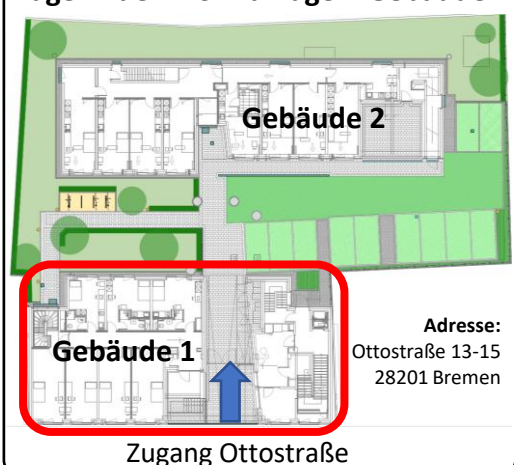 Gebäude 2
Gebäude 1
Adresse:
Ottostraße 13-15
28201 Bremen
Zugang Ottostraße